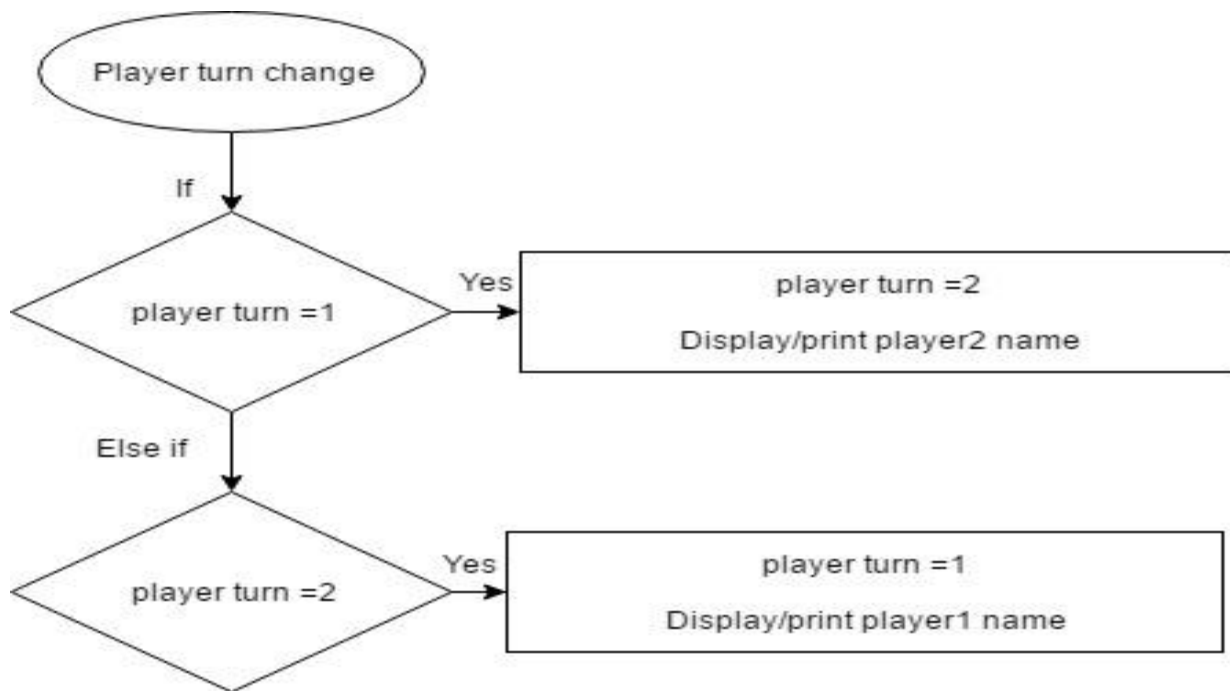 Player turn change
If
player turn =1
Yes
player turn =2
Display/print player2 name
Else if
player turn =2
Yes
player turn =1
Display/print player1 name